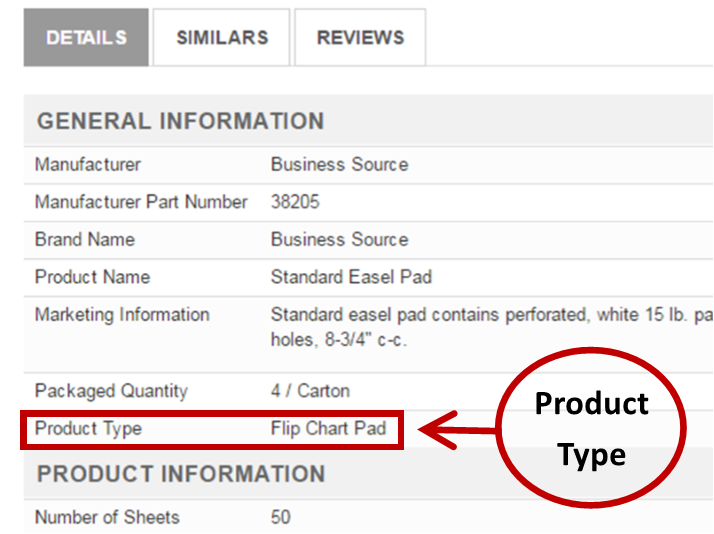 DETAILS SIMILARS REVIEWS
GENERAL INFORMATION
Manufacturer Business Source
Manufacturer Part Number 38205
Brand Name Business Source
Product Name Standard Easel Pad
Marketing Information Standard easel pad contains perforated, white 15 lb. pa
holes, 8-3/4" c-c.
Packaged Quantity 4 / Carton
Product Type Flip Chart Pad
Product
Type
PRODUCT INFORMATION
Number of Sheets 50